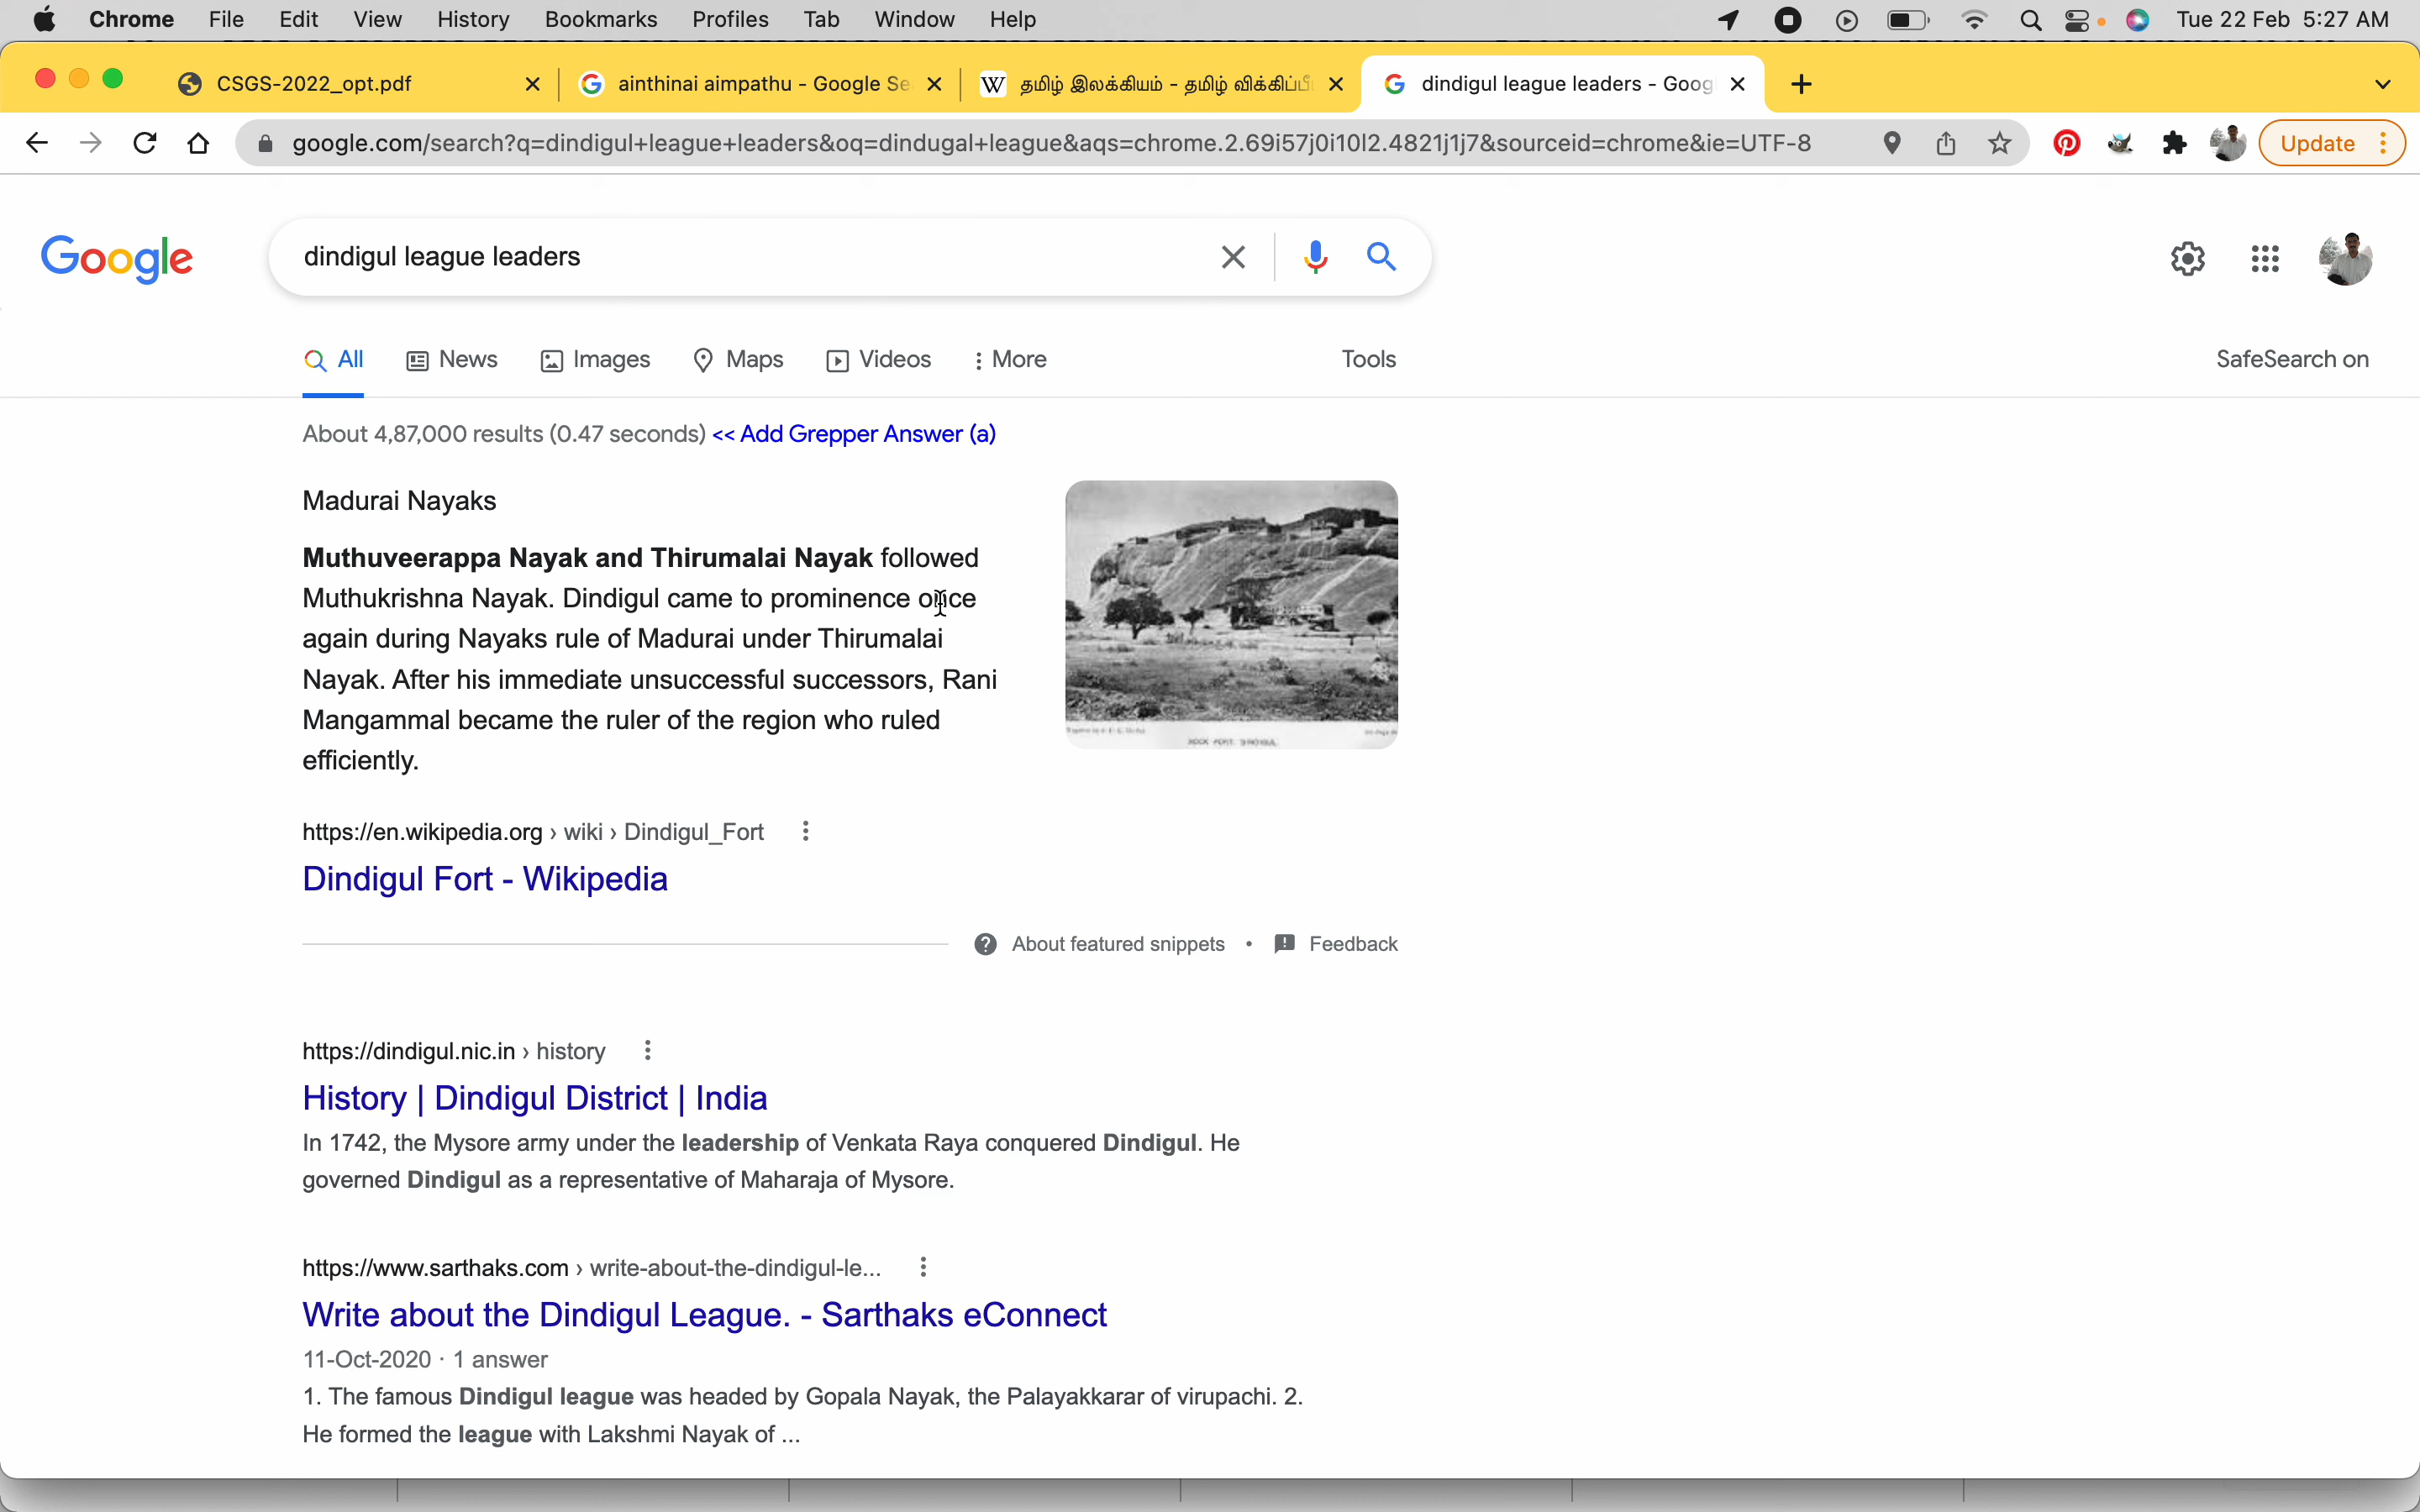 Chrome File Edit View History Bookmarks Profiles Tab Window Help Tue 22 Feb 5:27 AM
CSGS-2022_opt.pdf ainthinai aimpathu - Google Se தமிழ் இலக்கியம் - தமிழ் விக்கிப்பீ dindigul league leaders - Goog
google.com/search?q=dindigul+league+leaders&oq=dindugal+league&aqs=chrome.2.69i57j0i10l2.4821j1j7&sourceid=chrome&ie=UTF-8 Update
Google dindigul league leaders
All News Images Maps Videos More Tools SafeSearch on
About 4,87,000 results (0.47 seconds) << Add Grepper Answer (a)
Madurai Nayaks
Muthuveerappa Nayak and Thirumalai Nayak followed
Muthukrishna Nayak. Dindigul came to prominence once
again during Nayaks rule of Madurai under Thirumalai
Nayak. After his immediate unsuccessful successors, Rani
Mangammal became the ruler of the region who ruled
efficiently.
ROCK FORT,
https://en.wikipedia.org › wiki › Dindigul_Fort
Dindigul Fort - Wikipedia
About featured snippets • Feedback
https://dindigul.nic.in › history
History | Dindigul District | India
In 1742, the Mysore army under the leadership of Venkata Raya conquered Dindigul. He
governed Dindigul as a representative of Maharaja of Mysore.
https://www.sarthaks.com › write-about-the-dindigul-le...
Write about the Dindigul League. - Sarthaks eConnect
11-Oct-2020 · 1 answer
1. The famous Dindigul league was headed by Gopala Nayak, the Palayakkarar of virupachi. 2.
He formed the league with Lakshmi Nayak of ...